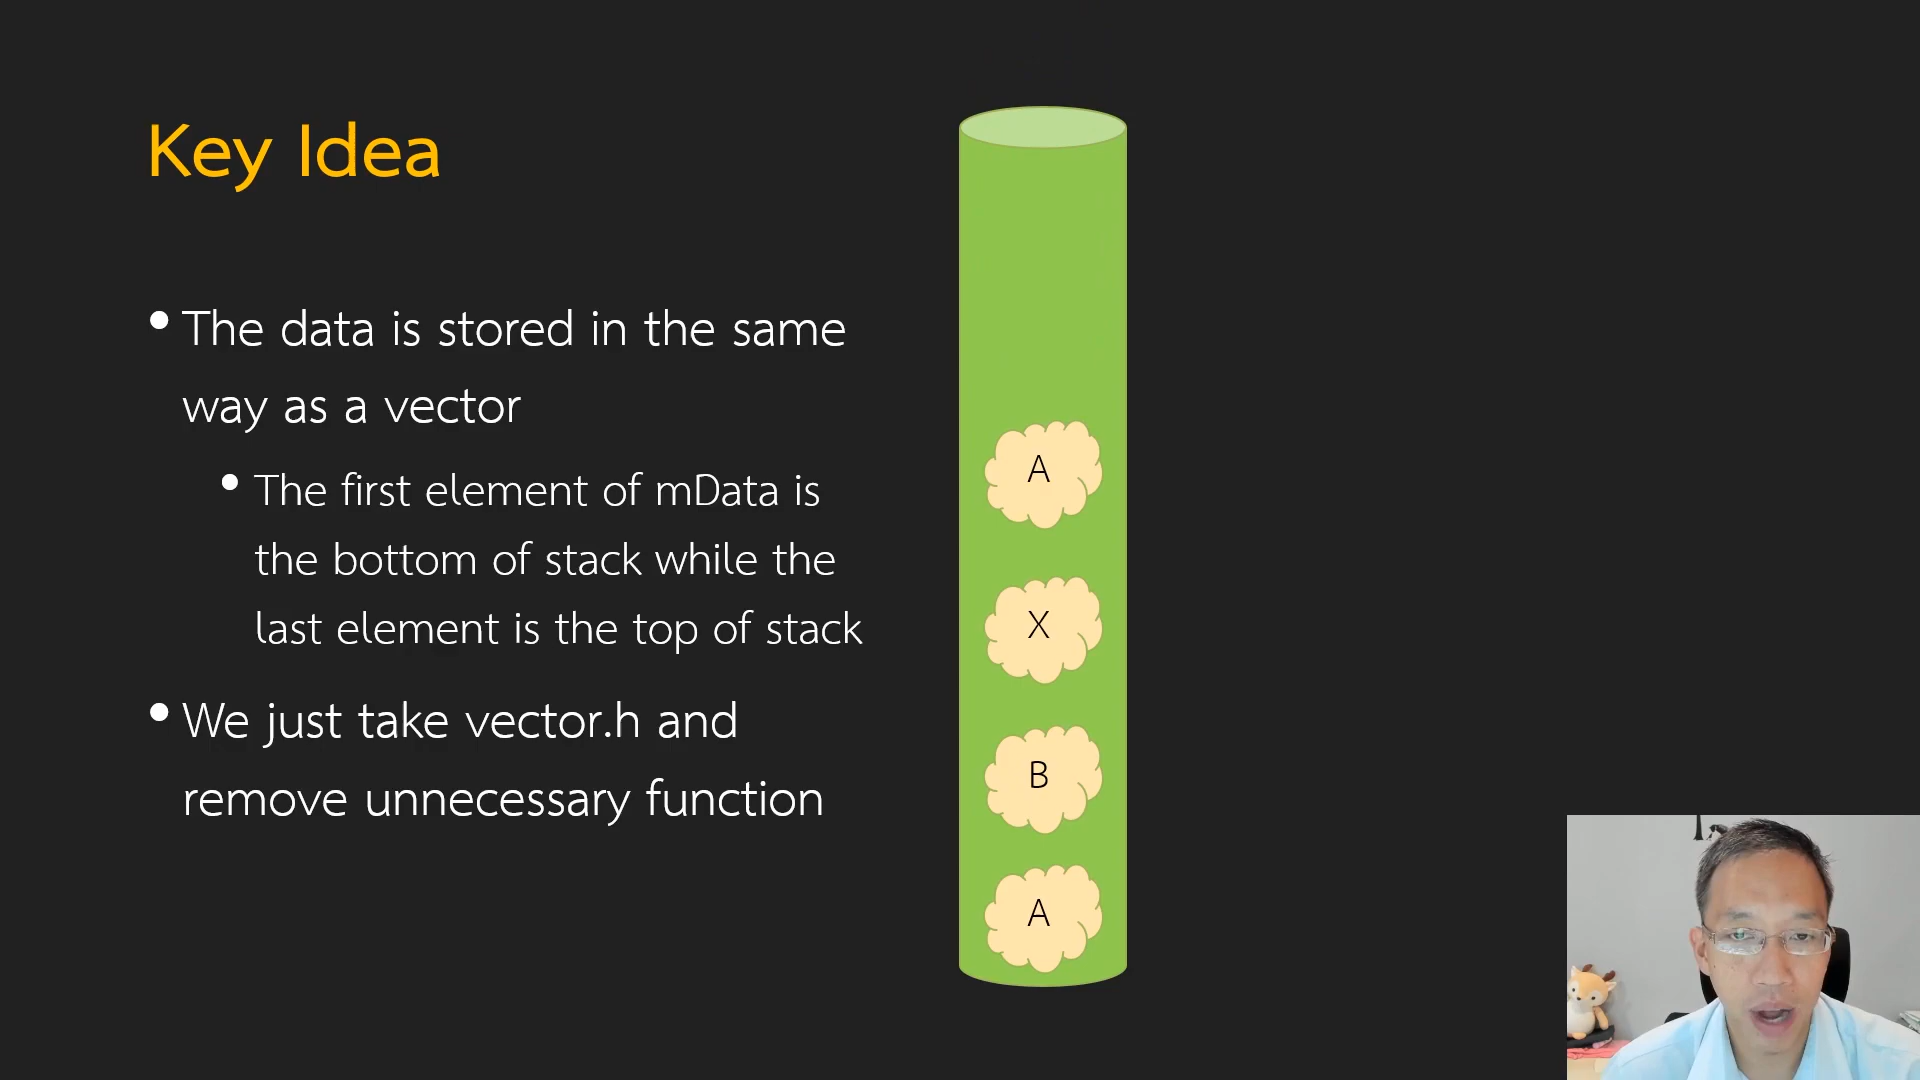 Key Idea
• The data is stored in the same
way as a vector
• The first element of mData is
the bottom of stack while the
last element is the top of stack
• We just take vector.h and
remove unnecessary function
A
X
B
A